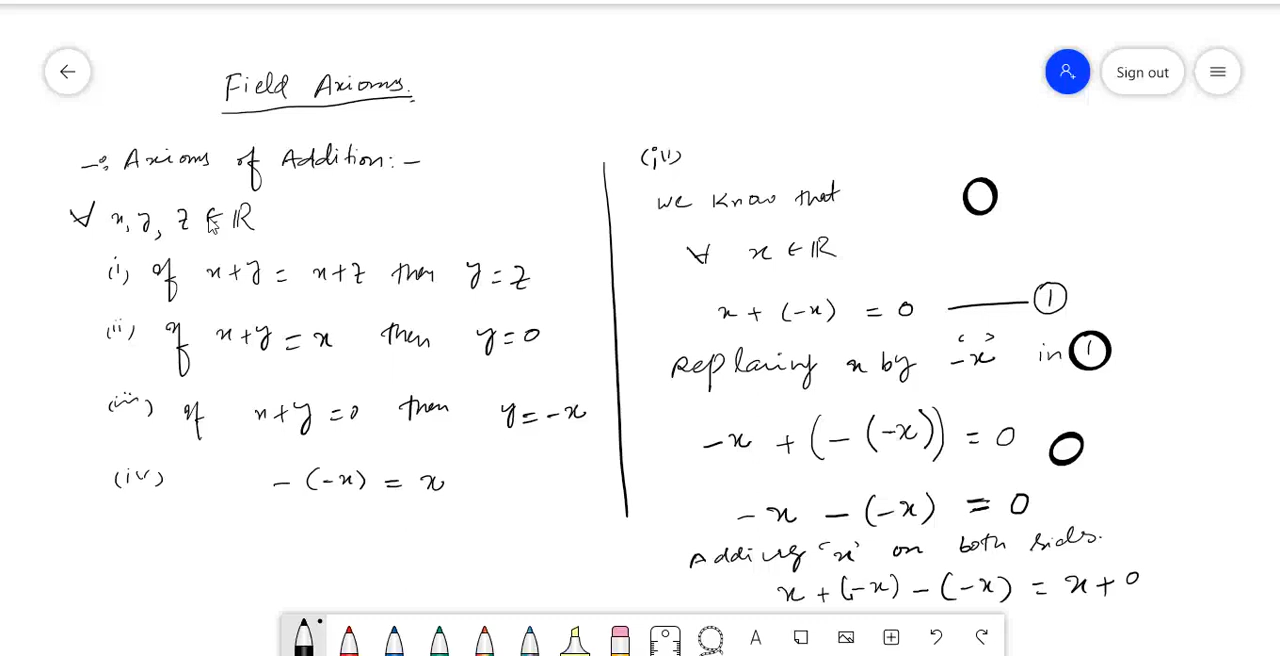 Sign out
Field Axioms.
-: Axioms of Addition:-
∀ x, y, z ∈ ℝ
(i) if x+y = x+z then y=z
(ii) if x+y = x then y=0
(iii) if x+y=0 then y=-x
(iv) -(-x) = x
(iv)
We know that
∀ x ∈ ℝ
x + (-x) = 0 ——— ①
Replacing x by '-x' in ①
-x + (-(-x)) = 0
-x - (-x) = 0
Adding 'x' on both sides.
x + (-x) - (-x) = x + 0
A